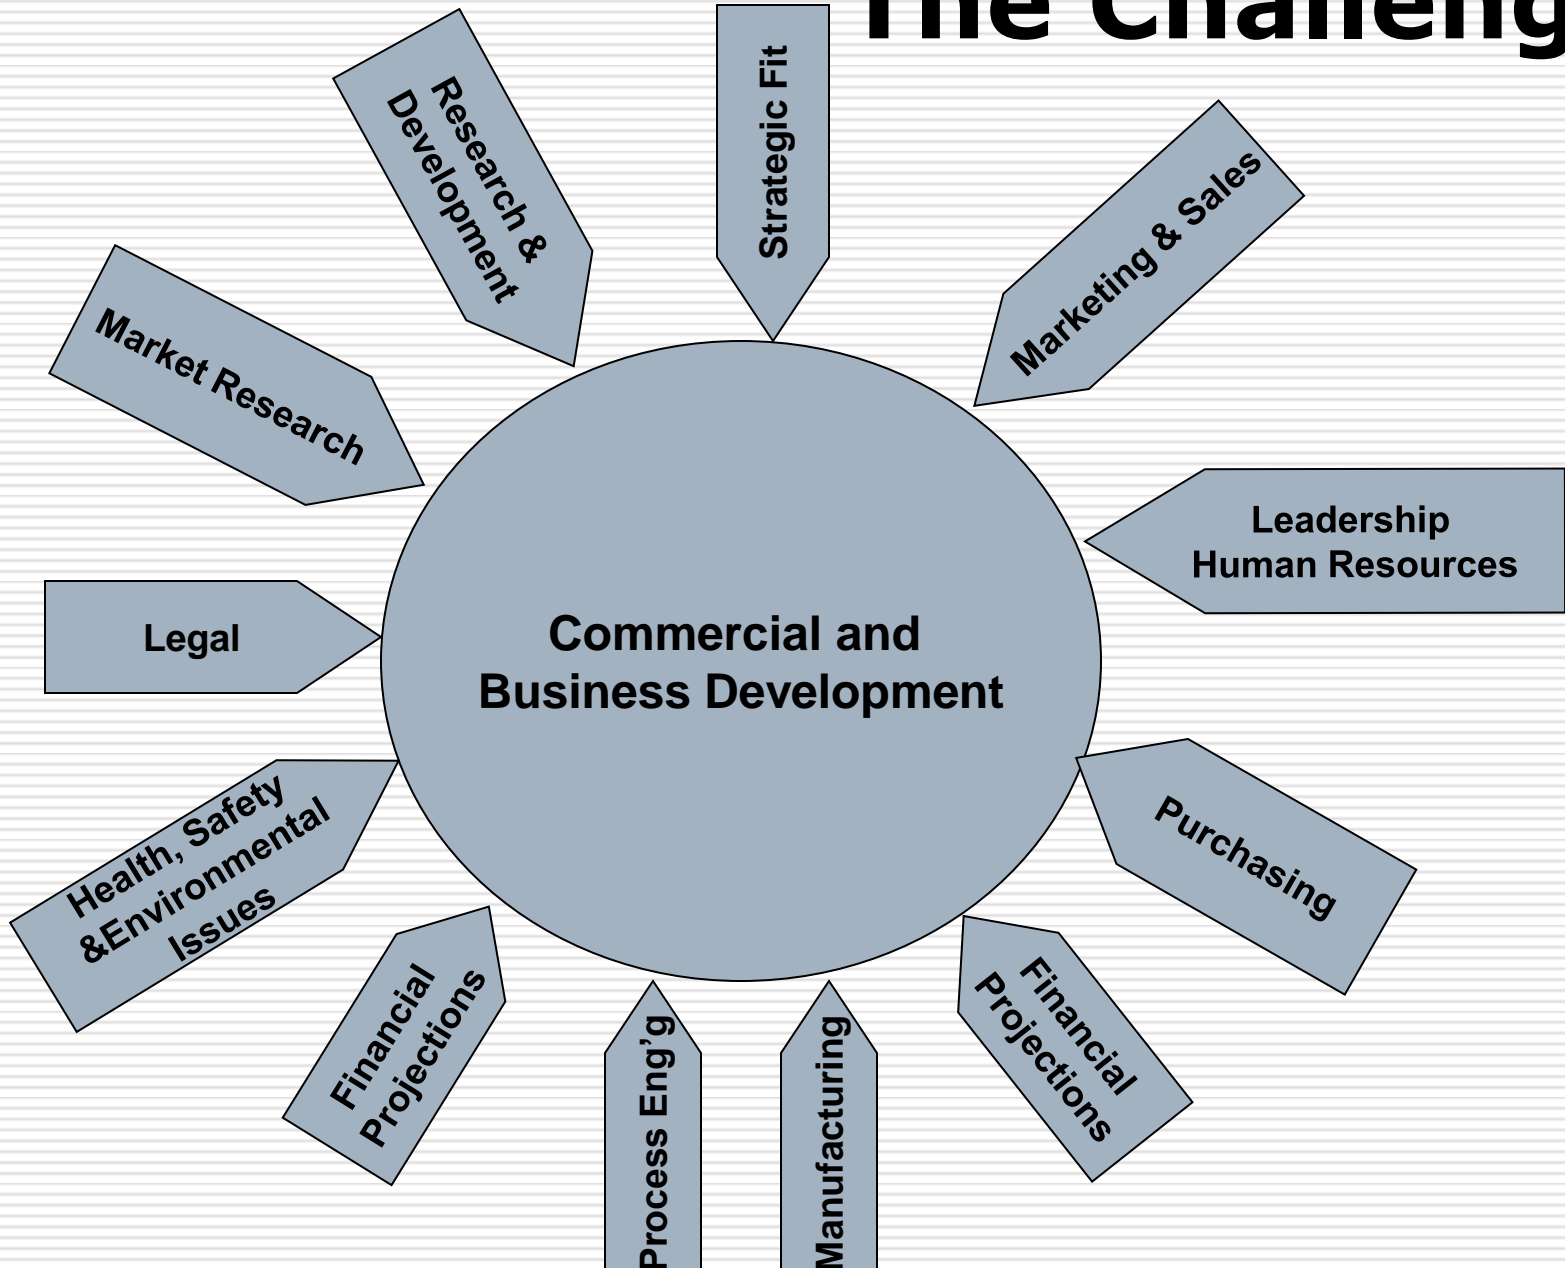 The Challeng
Strategic Fit
Research &
Development
Marketing & Sales
Market Research
Leadership
Human Resources
Legal
Commercial and
Business Development
Health, Safety
&Environmental
Issues
Purchasing
Financial
Projections
Financial
Projections
Process Eng’g
Manufacturing